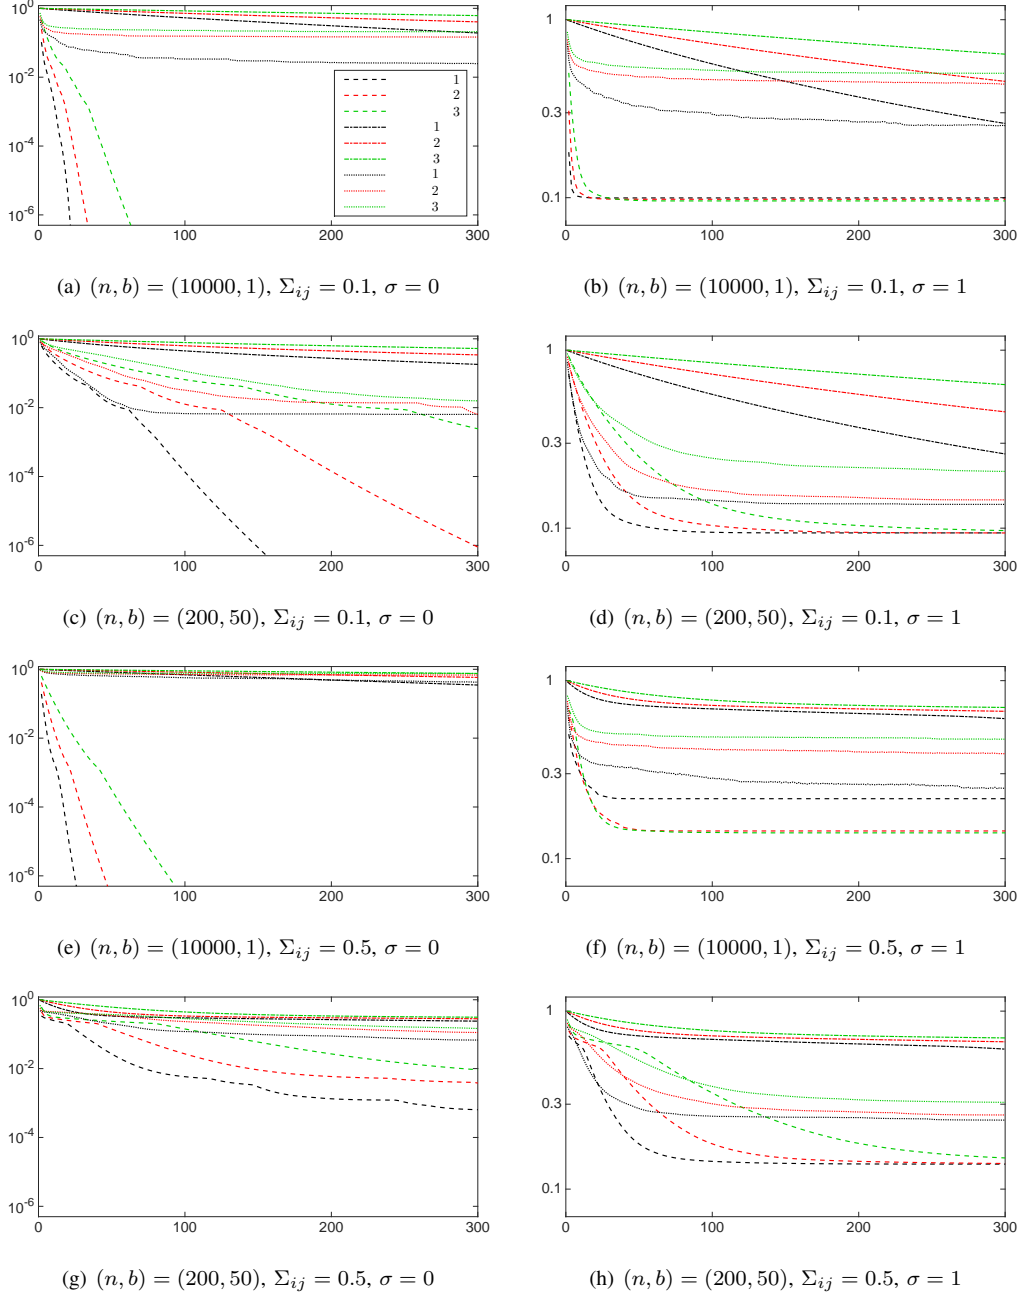 10^0
10^-2
10^-4
10^-6
0 100 200 300
1
2
3
1
2
3
1
2
3
1
0.3
0.1
0 100 200 300
(a) (n, b) = (10000, 1), Σ_ij = 0.1, σ = 0
(b) (n, b) = (10000, 1), Σ_ij = 0.1, σ = 1
10^0
10^-2
10^-4
10^-6
0 100 200 300
1
0.3
0.1
0 100 200 300
(c) (n, b) = (200, 50), Σ_ij = 0.1, σ = 0
(d) (n, b) = (200, 50), Σ_ij = 0.1, σ = 1
10^0
10^-2
10^-4
10^-6
0 100 200 300
1
0.3
0.1
0 100 200 300
(e) (n, b) = (10000, 1), Σ_ij = 0.5, σ = 0
(f) (n, b) = (10000, 1), Σ_ij = 0.5, σ = 1
10^0
10^-2
10^-4
10^-6
0 100 200 300
1
0.3
0.1
0 100 200 300
(g) (n, b) = (200, 50), Σ_ij = 0.5, σ = 0
(h) (n, b) = (200, 50), Σ_ij = 0.5, σ = 1